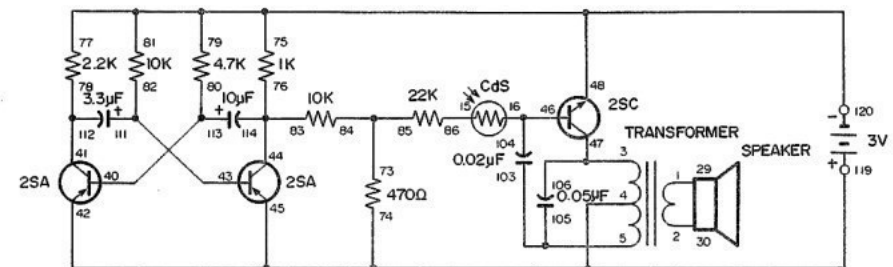 77 81 79 75
2.2K 10K 4.7K 1K
78 82 80 76
3.3µF + + 10µF
112 111 113 114
10K
83 84
22K
85 86
CdS
15 16
46 48
2SC
47
104
0.02µF
103
106
0.05µF
105
TRANSFORMER
3
4
5
SPEAKER
1 29
2 30
120
-
3V
+
119
41 44
2SA 40 43 2SA
42 45
73
470Ω
74